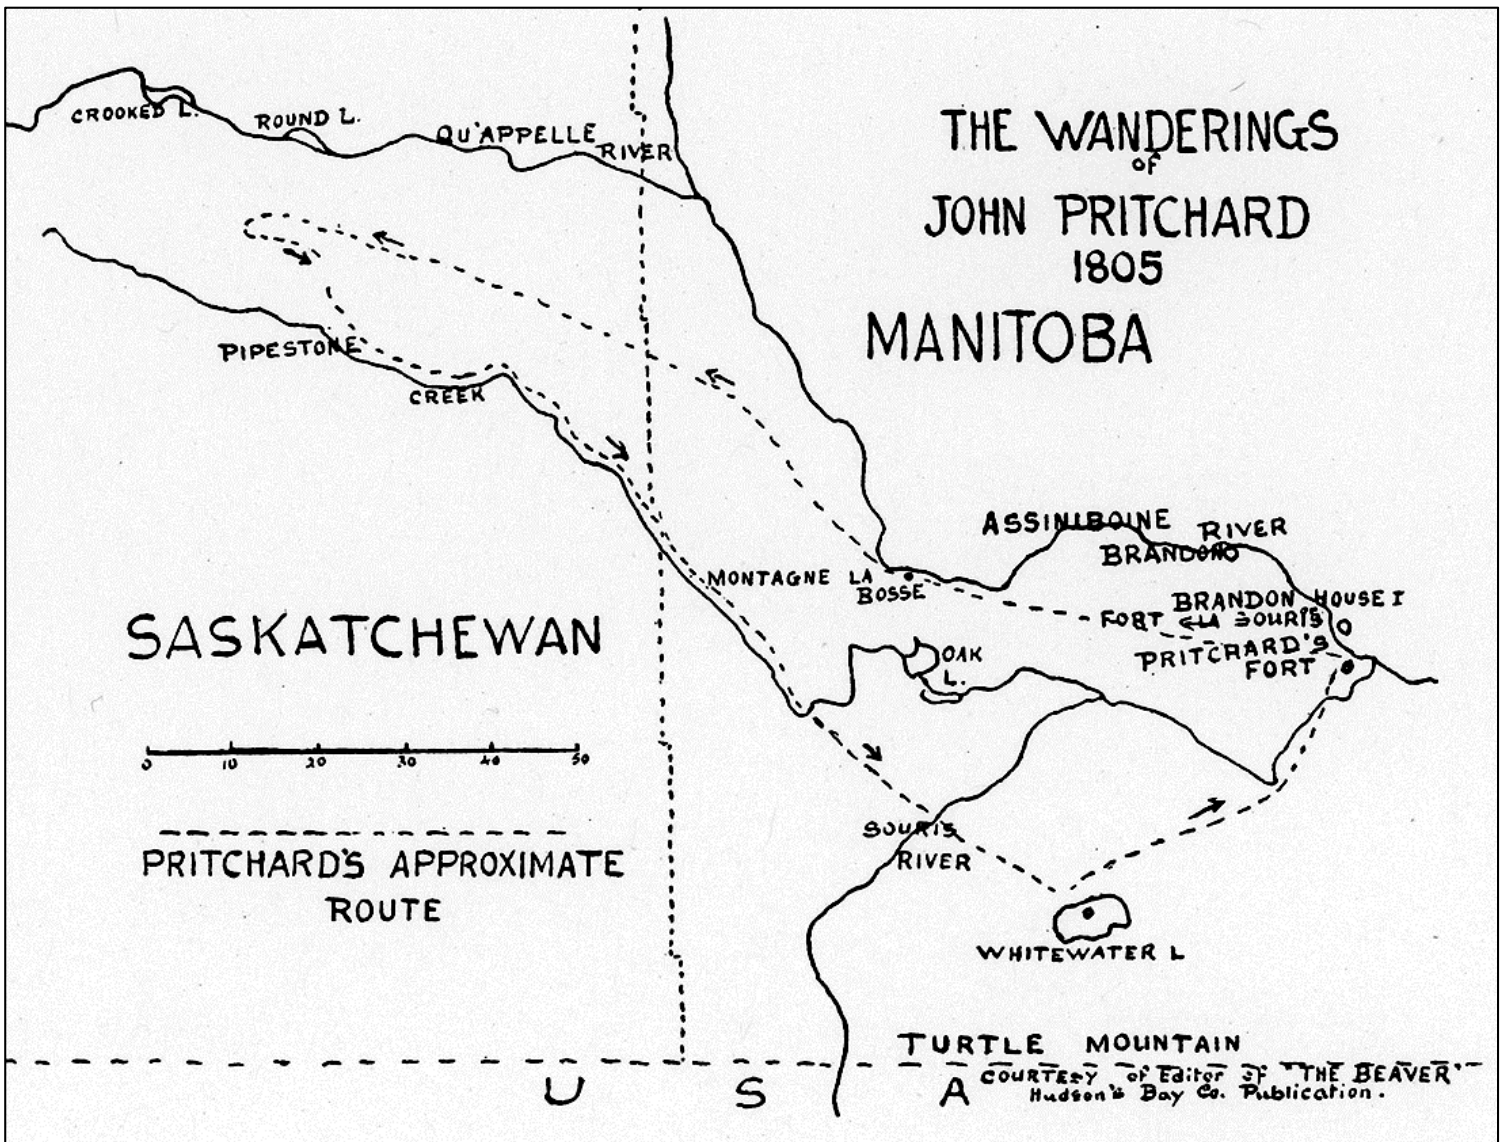 THE WANDERINGS
of
JOHN PRITCHARD
1805
MANITOBA
CROOKED L.
ROUND L.
QU'APPELLE
RIVER
PIPESTONE
CREEK
ASSINIBOINE RIVER
BRANDON
MONTAGNE LA
BOSSE
BRANDON HOUSE I
FORT LA SOURIS
PRITCHARD'S
FORT
SASKATCHEWAN
OAK
L.
0 10 20 30 40 50
PRITCHARD'S APPROXIMATE
ROUTE
SOURIS
RIVER
WHITEWATER L
TURTLE MOUNTAIN
U S A
COURTESY of Editor of "THE BEAVER"
Hudson's Bay Co. Publication.